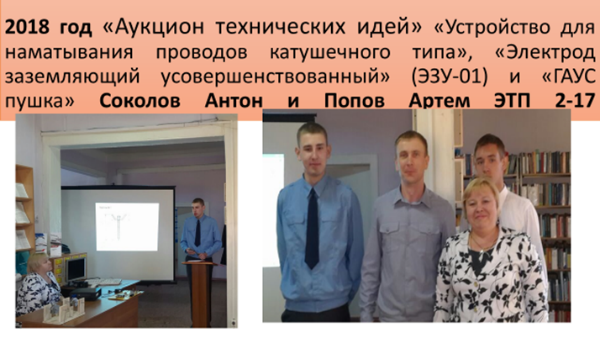 2018 год «Аукцион технических идей» «Устройство для
наматывания проводов катушечного типа», «Электрод
заземляющий усовершенствованный» (ЭЗУ-01) и «ГАУС
пушка» Соколов Антон и Попов Артем ЭТП 2-17